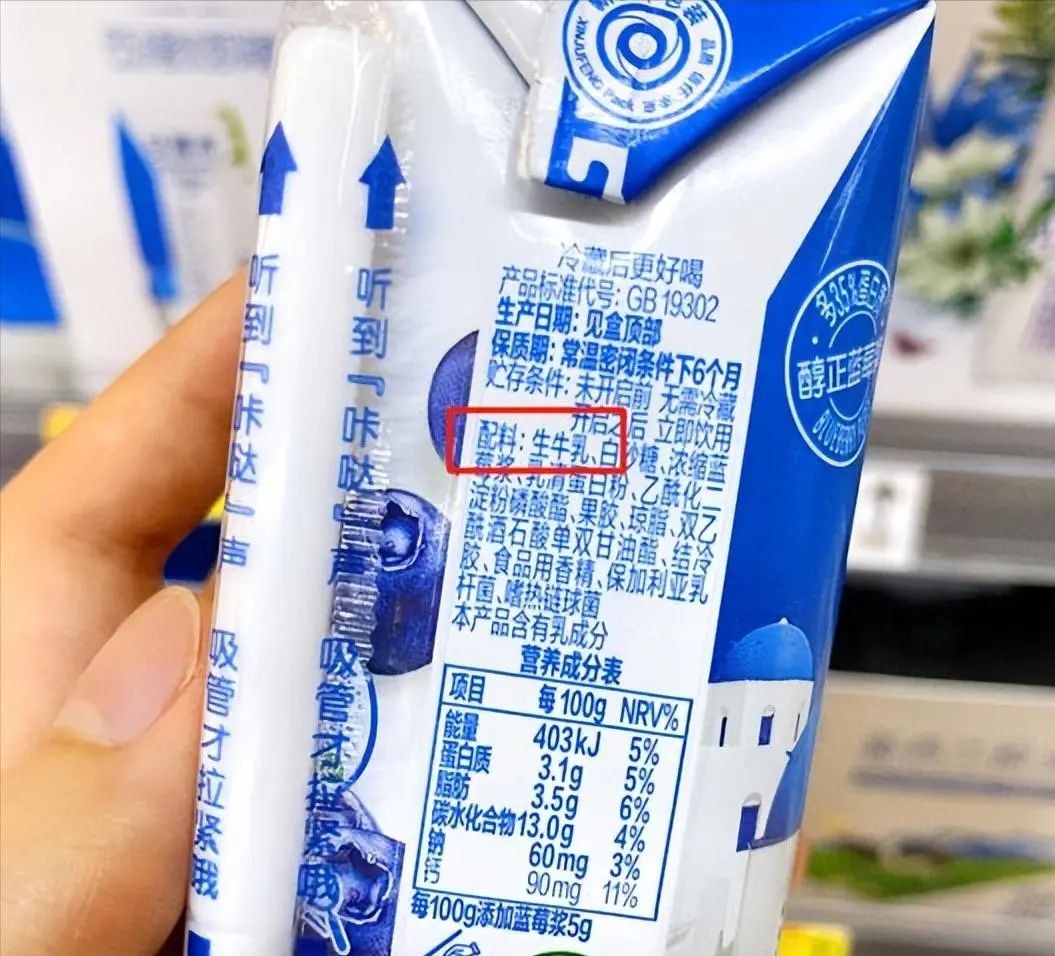 XINJUFENG Pack
冷藏后更好喝
产品标准代号: GB 19302
生产日期: 见盒顶部
保质期: 常温密闭条件下6个月
贮存条件: 未开启前 无需冷藏
开启之后 立即饮用
配料: 生牛乳、白砂糖、浓缩蓝
莓浆、乳清蛋白粉、乙酰化二
淀粉磷酸酯、果胶、琼脂、双乙
酰酒石酸单双甘油酯、结冷
胶、食品用香精、保加利亚乳
杆菌、嗜热链球菌
本产品含有乳成分
营养成分表
项目 每100g NRV%
能量 403kJ 5%
蛋白质 3.1g 5%
脂肪 3.5g 6%
碳水化合物 13.0g 4%
钠 60mg 3%
钙 90mg 11%
每100g添加蓝莓浆5g
听到『咔哒』声 吸管才拉紧哦
听到『咔哒』声 吸管才拉紧哦
多35%蛋白
醇正蓝莓